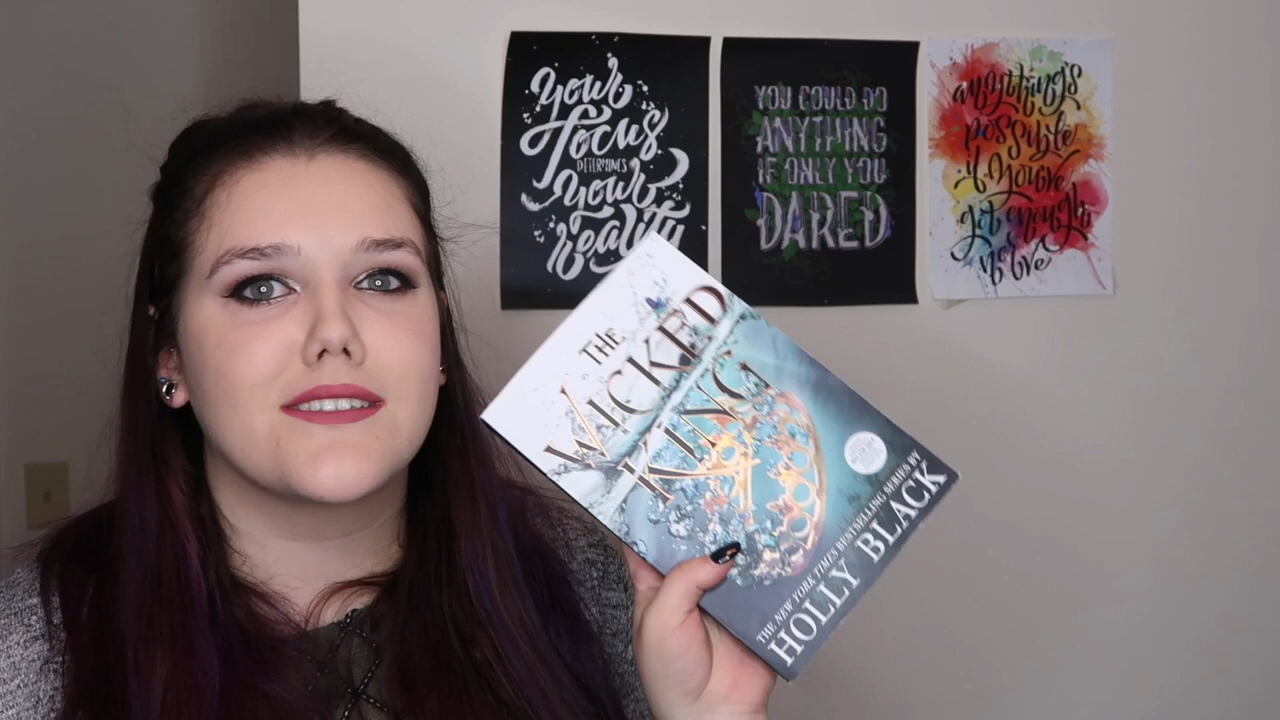 your
focus
DETERMINES
your
reality
YOU COULD DO
ANYTHING
IF ONLY YOU
DARED
anything's
possible
if you've
got enough
nerve
THE
WICKED
KING
THE NEW YORK TIMES BESTSELLING SERIES BY
HOLLY BLACK